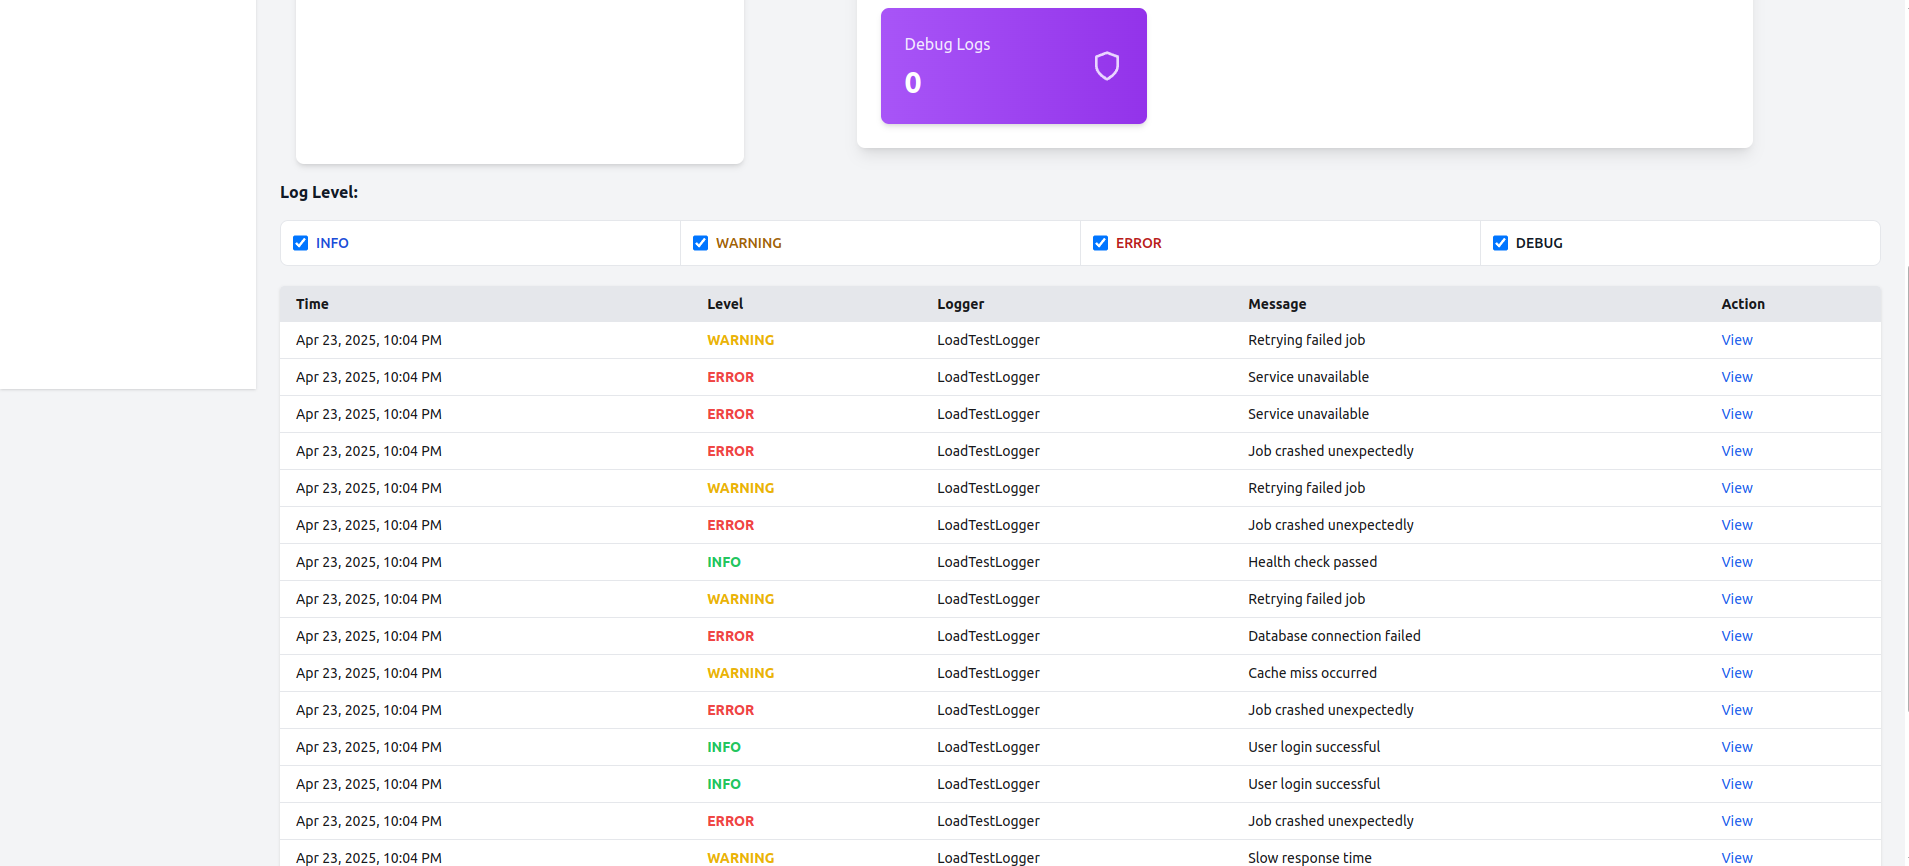 Debug Logs
0
Log Level:
INFO WARNING ERROR DEBUG
Time Level Logger Message Action
Apr 23, 2025, 10:04 PM WARNING LoadTestLogger Retrying failed job View
Apr 23, 2025, 10:04 PM ERROR LoadTestLogger Service unavailable View
Apr 23, 2025, 10:04 PM ERROR LoadTestLogger Service unavailable View
Apr 23, 2025, 10:04 PM ERROR LoadTestLogger Job crashed unexpectedly View
Apr 23, 2025, 10:04 PM WARNING LoadTestLogger Retrying failed job View
Apr 23, 2025, 10:04 PM ERROR LoadTestLogger Job crashed unexpectedly View
Apr 23, 2025, 10:04 PM INFO LoadTestLogger Health check passed View
Apr 23, 2025, 10:04 PM WARNING LoadTestLogger Retrying failed job View
Apr 23, 2025, 10:04 PM ERROR LoadTestLogger Database connection failed View
Apr 23, 2025, 10:04 PM WARNING LoadTestLogger Cache miss occurred View
Apr 23, 2025, 10:04 PM ERROR LoadTestLogger Job crashed unexpectedly View
Apr 23, 2025, 10:04 PM INFO LoadTestLogger User login successful View
Apr 23, 2025, 10:04 PM INFO LoadTestLogger User login successful View
Apr 23, 2025, 10:04 PM ERROR LoadTestLogger Job crashed unexpectedly View
Apr 23, 2025, 10:04 PM WARNING LoadTestLogger Slow response time View